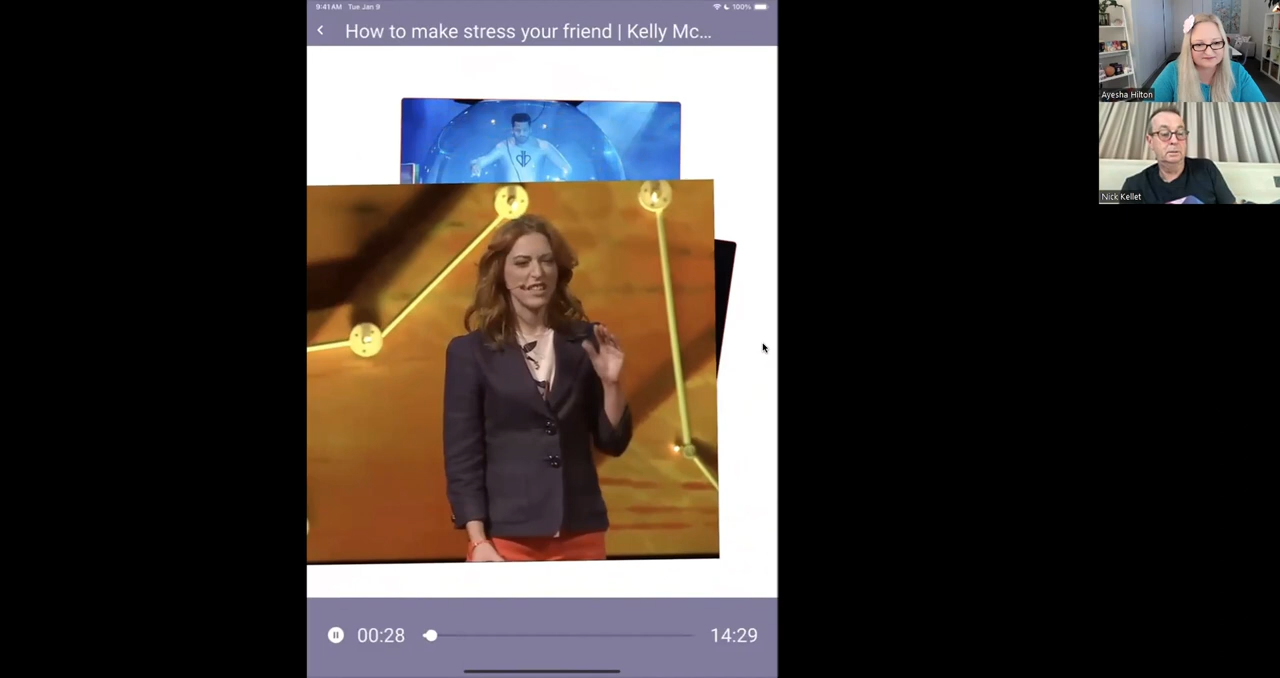 9:41 AM Tue Jan 9
100%
How to make stress your friend | Kelly Mc...
00:28
14:29
Ayesha Hilton
Nick Kellet